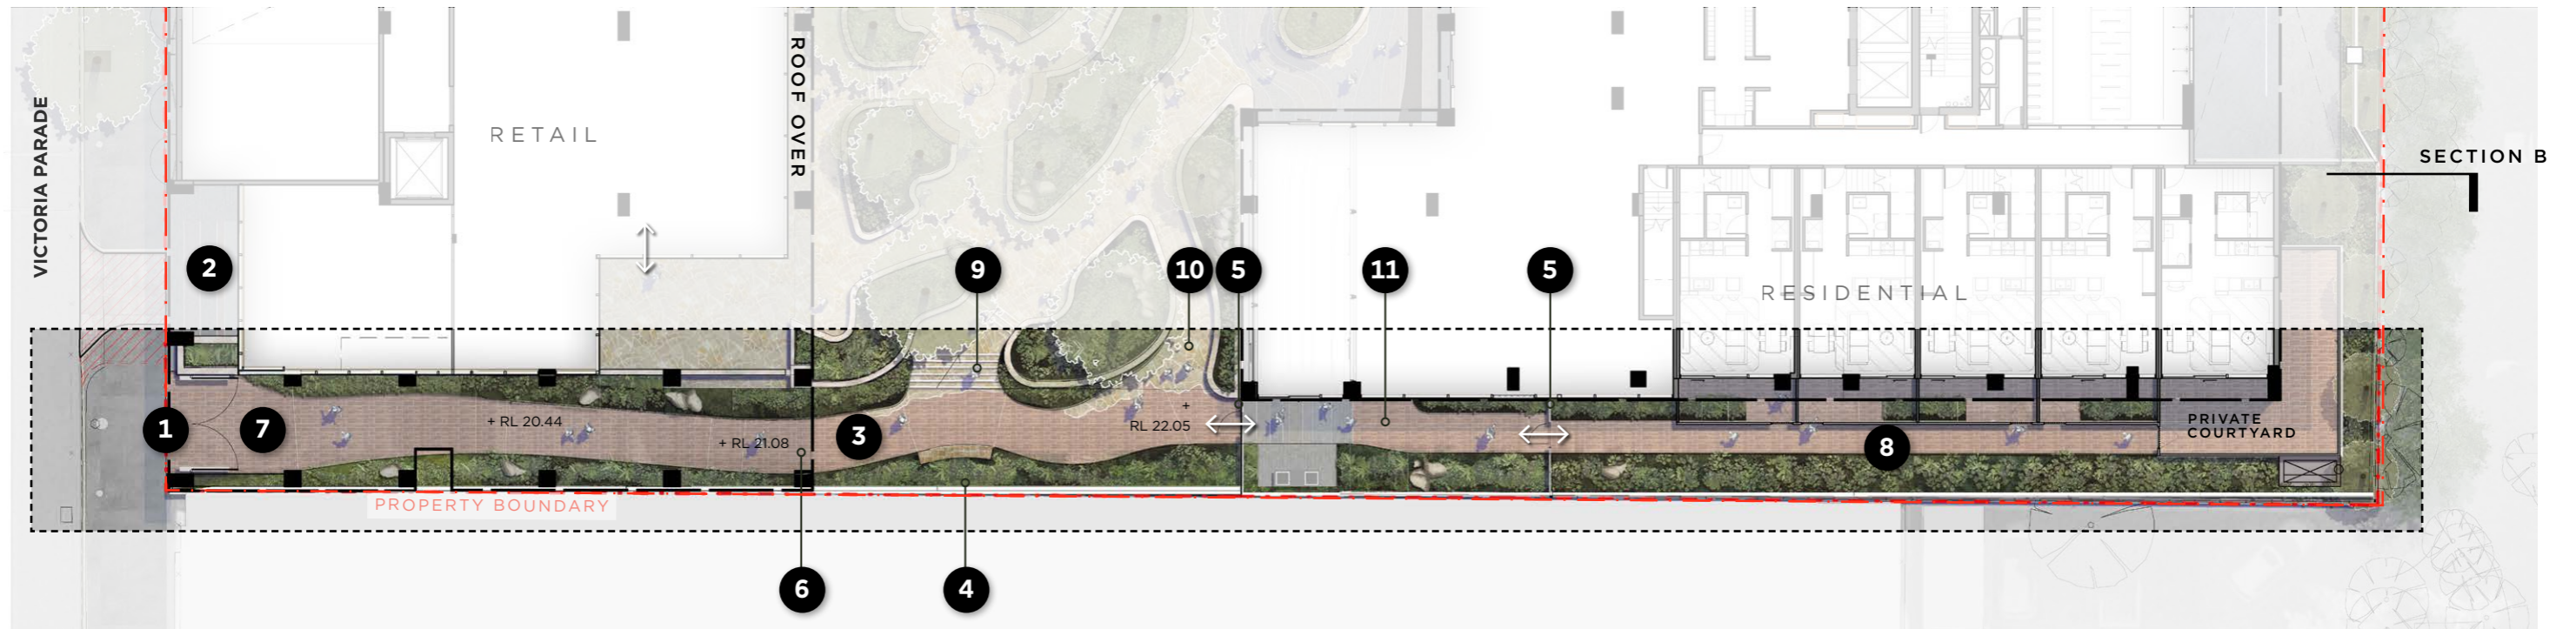 VICTORIA PARADE
RETAIL
ROOF OVER
SECTION B
2
9
10
5
11
5
RESIDENTIAL
1
7
+ RL 20.44
+ RL 21.08
3
+
RL 22.05
8
PRIVATE
COURTYARD
PROPERTY BOUNDARY
6
4